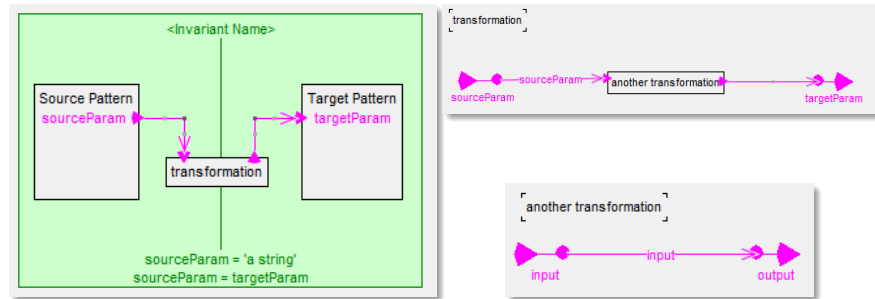 <Invariant Name>
Source Pattern
sourceParam
Target Pattern
targetParam
transformation
sourceParam = 'a string'
sourceParam = targetParam
transformation
sourceParam
another transformation
sourceParam
targetParam
another transformation
input
input
output